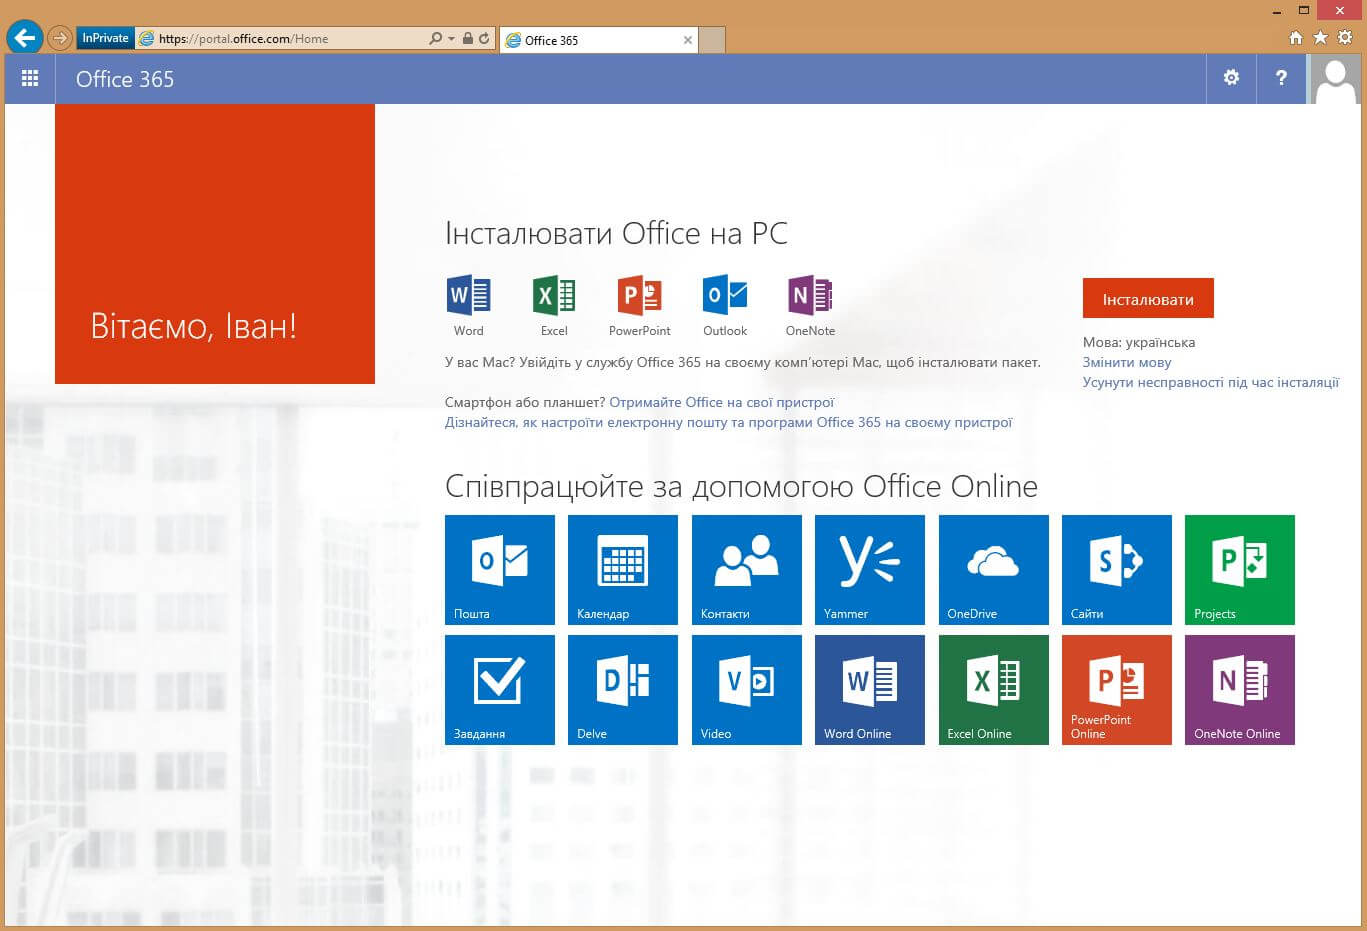 InPrivate
https://portal.office.com/Home
Office 365
Office 365
?
Вітаємо, Іван!
Інсталювати Office на PC
Word
Excel
PowerPoint
Outlook
OneNote
Інсталювати
У вас Mac? Увійдіть у службу Office 365 на своєму комп’ютері Mac, щоб інсталювати пакет.
Мова: українська
Змінити мову
Усунути несправності під час інсталяції
Смартфон або планшет? Отримайте Office на свої пристрої
Дізнайтеся, як настроїти електронну пошту та програми Office 365 на своєму пристрої
Співпрацюйте за допомогою Office Online
Пошта
Календар
Контакти
Yammer
OneDrive
Сайти
Projects
Завдання
Delve
Video
Word Online
Excel Online
PowerPoint
Online
OneNote Online